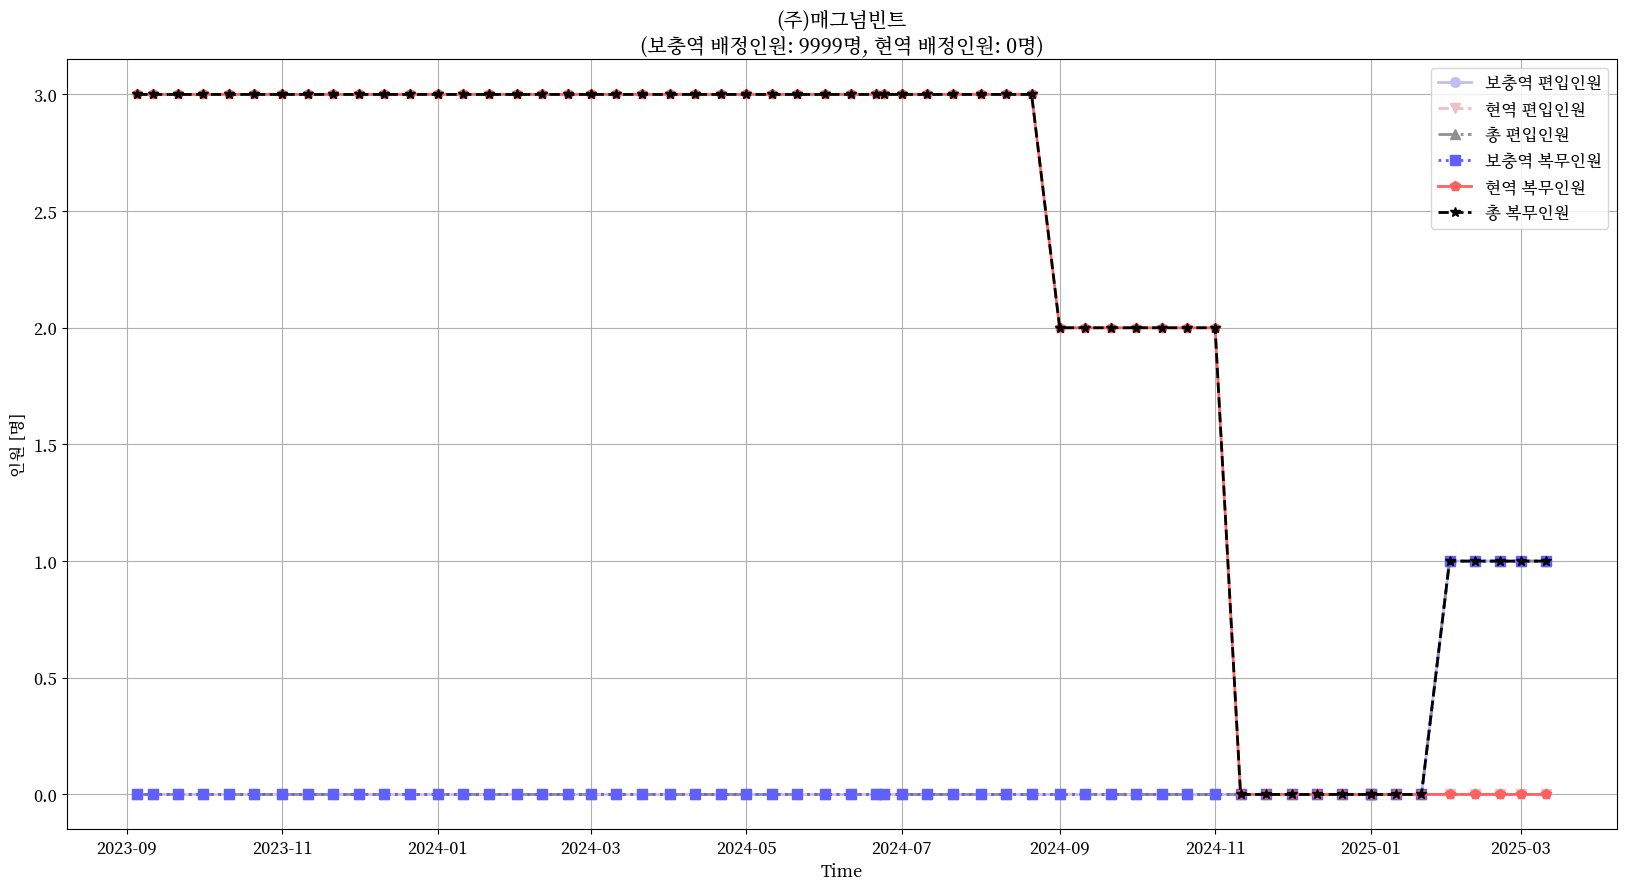 (주)매그넘빈트
(보충역 배정인원: 9999명, 현역 배정인원: 0명)
보충역 편입인원
현역 편입인원
총 편입인원
보충역 복무인원
현역 복무인원
총 복무인원
인원 [명]
3.0
2.5
2.0
1.5
1.0
0.5
0.0
2023-09
2023-11
2024-01
2024-03
2024-05
2024-07
2024-09
2024-11
2025-01
2025-03
Time